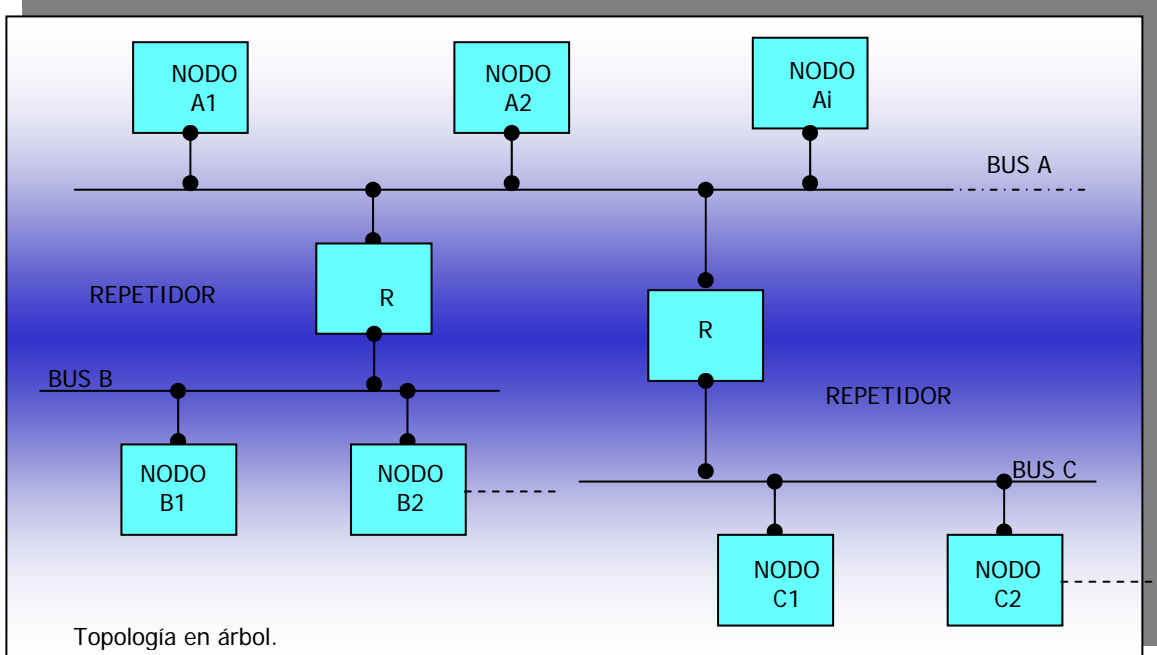 NODO
A1
NODO
A2
NODO
Ai
BUS A
REPETIDOR
R
R
BUS B
REPETIDOR
NODO
B1
NODO
B2
BUS C
NODO
C1
NODO
C2
Topología en árbol.